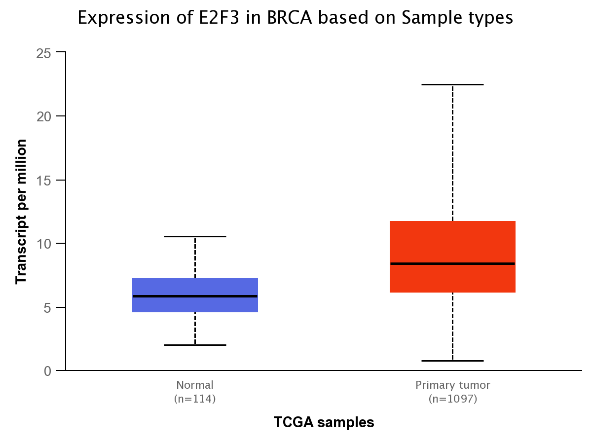 Expression of E2F3 in BRCA based on Sample types
Transcript per million
25
20
15
10
5
0
Normal
(n=114)
Primary tumor
(n=1097)
TCGA samples